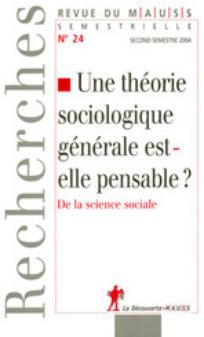 Recherches
REVUE DU M|A|U|S|S
SEMESTRIELLE
N° 24
SECOND SEMESTRE 2004
■ Une théorie
sociologique
générale est-
elle pensable ?
De la science sociale
La Découverte-M.A.U.S.S.